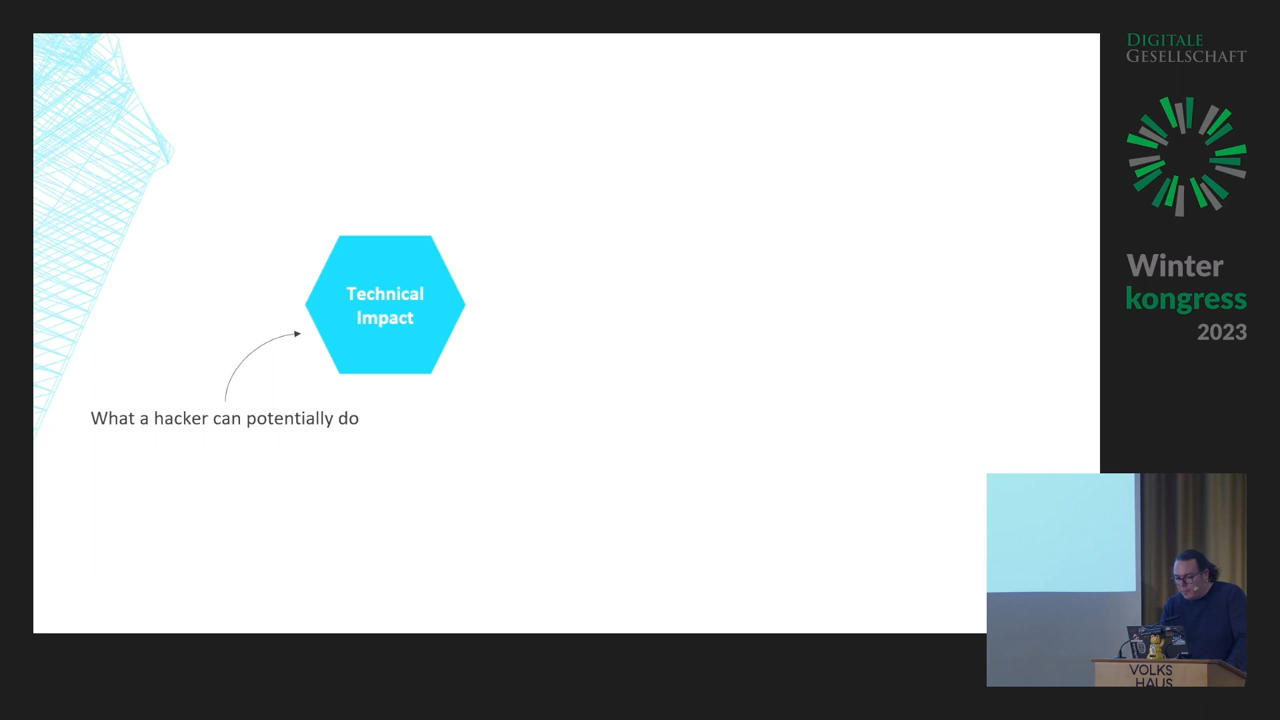 Technical
Impact
What a hacker can potentially do
DIGITALE
GESELLSCHAFT
Winter
kongress
2023
VOLKS
HAUS